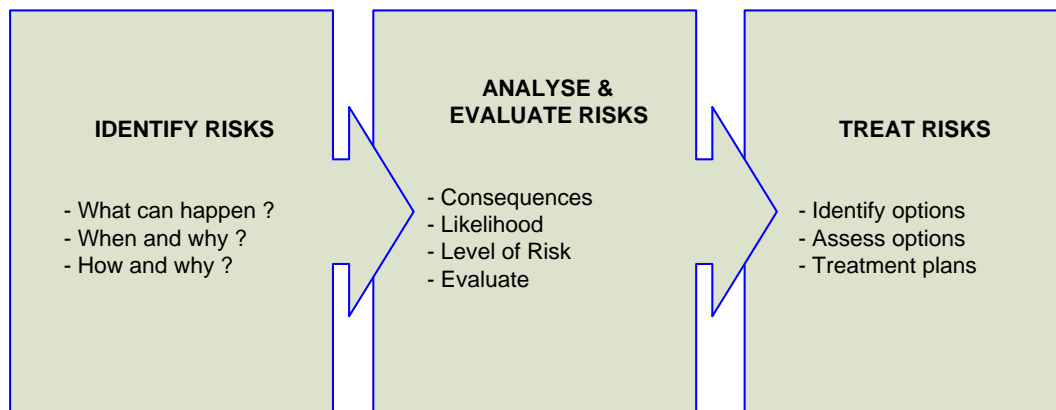 IDENTIFY RISKS
- What can happen ?
- When and why ?
- How and why ?
ANALYSE &
EVALUATE RISKS
- Consequences
- Likelihood
- Level of Risk
- Evaluate
TREAT RISKS
- Identify options
- Assess options
- Treatment plans